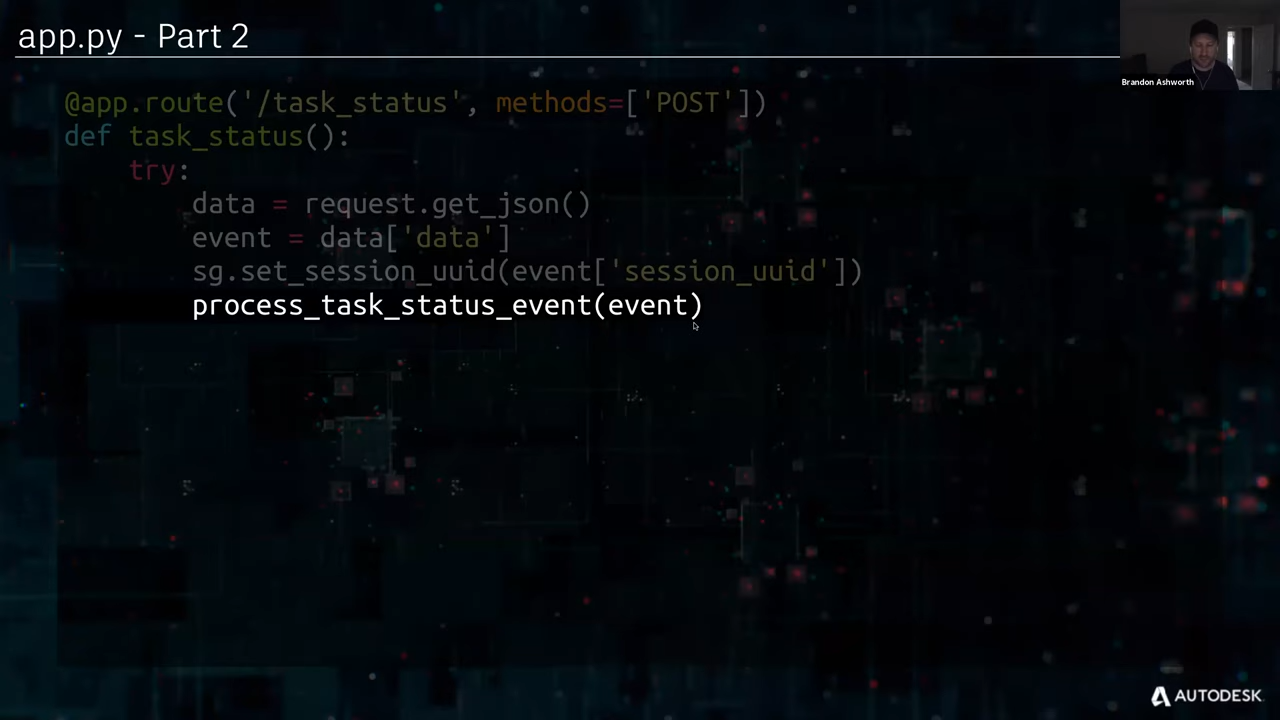 app.py - Part 2
Brandon Ashworth
@app.route('/task_status', methods=['POST'])
def task_status():
    try:
        data = request.get_json()
        event = data['data']
        sg.set_session_uuid(event['session_uuid'])
        process_task_status_event(event)
AUTODESK